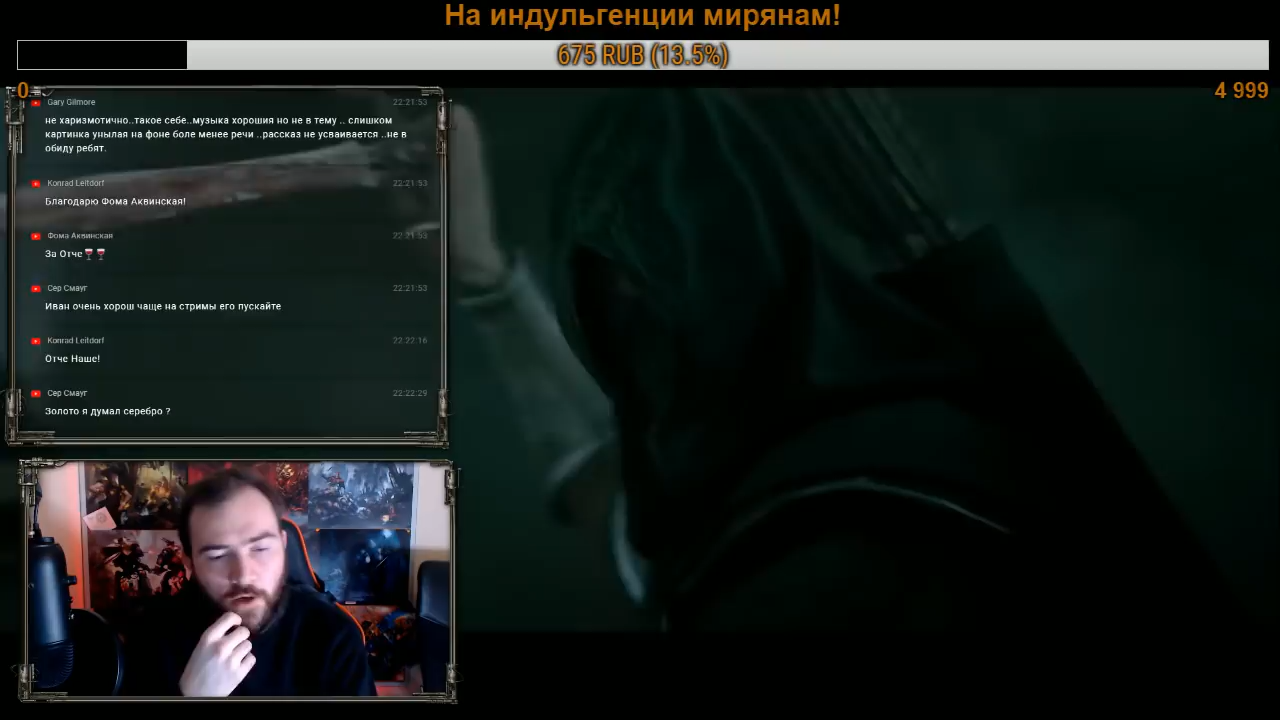 На индульгенции мирянам!
675 RUB (13.5%)
0
4 999
Gary Gilmore 22:21:53
не харизмотично..такое себе..музыка хорошия но не в тему .. слишком
картинка унылая на фоне боле менее речи ..рассказ не усваивается ..не в
обиду ребят.
Konrad Leitdorf 22:21:53
Благодарю Фома Аквинская!
Фома Аквинская 22:21:53
За Отче🍷🍷
Сер Смауг 22:21:53
Иван очень хорош чаще на стримы его пускайте
Konrad Leitdorf 22:22:16
Отче Наше!
Сер Смауг 22:22:29
Золото я думал серебро ?